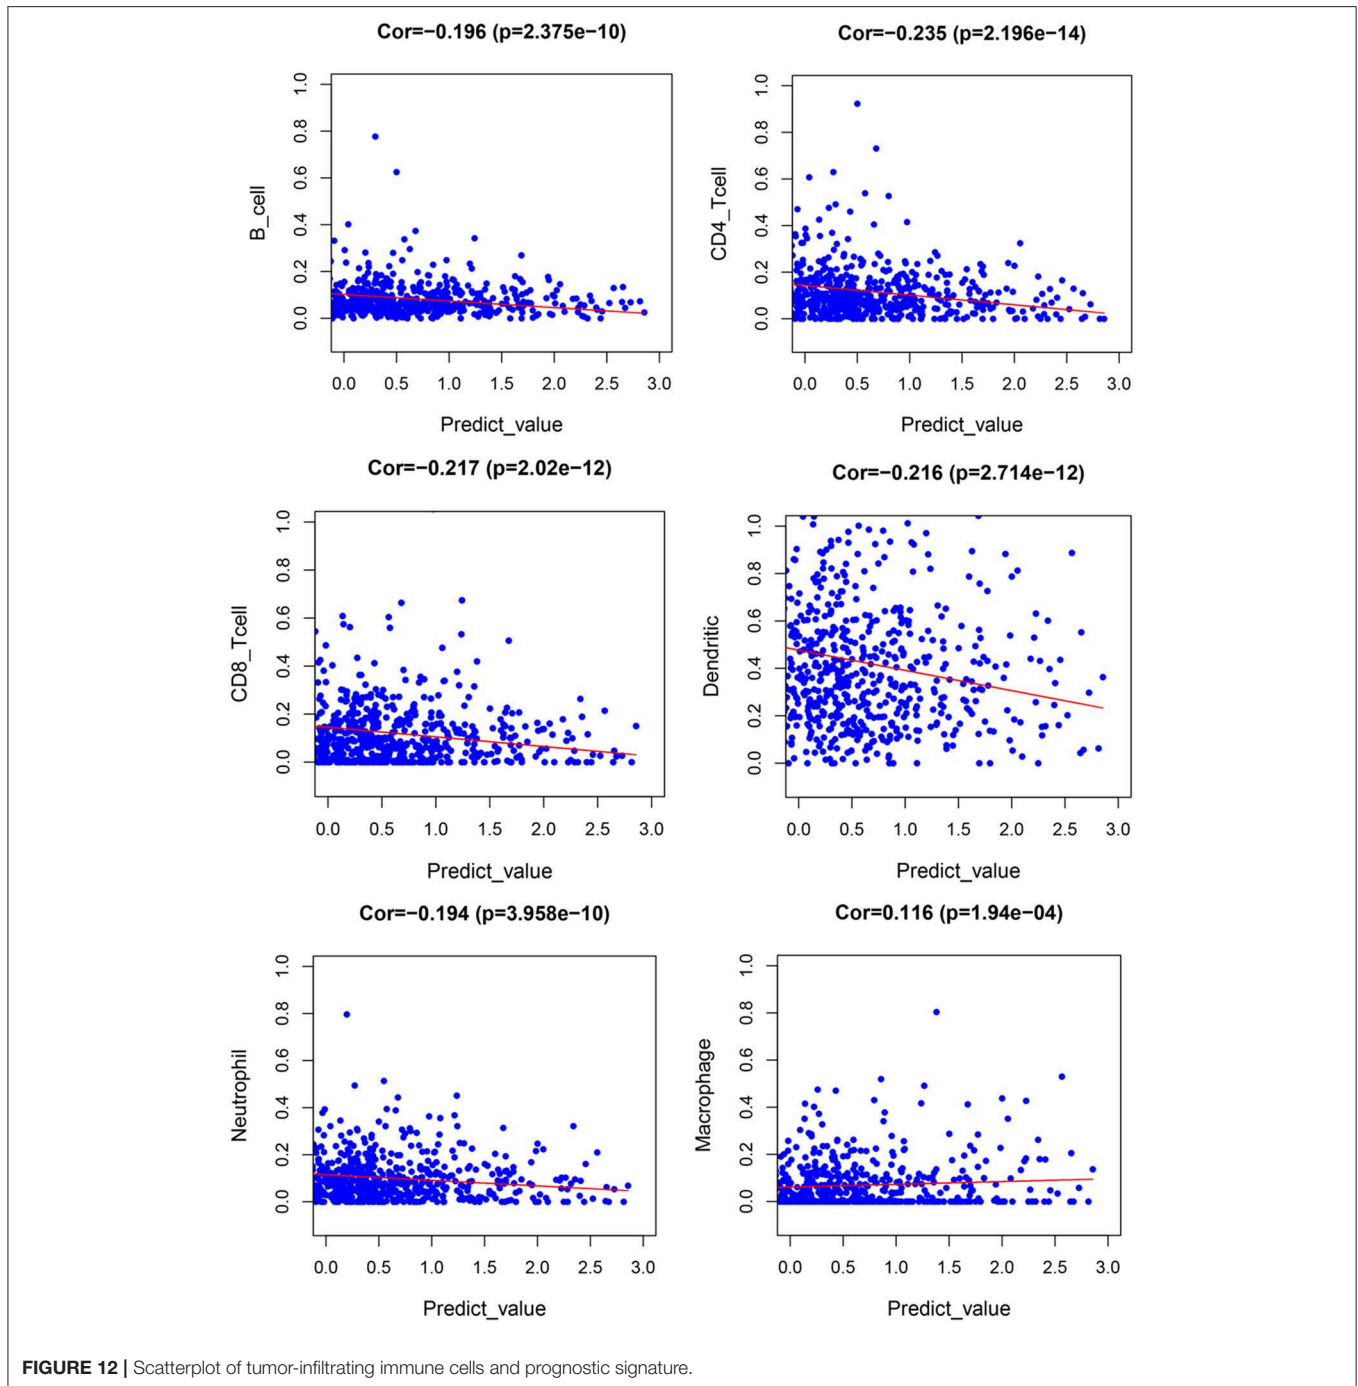 Cor=−0.196 (p=2.375e−10)
B_cell
1.0
0.8
0.6
0.4
0.2
0.0
0.0 0.5 1.0 1.5 2.0 2.5 3.0
Predict_value
Cor=−0.235 (p=2.196e−14)
CD4_Tcell
1.0
0.8
0.6
0.4
0.2
0.0
0.0 0.5 1.0 1.5 2.0 2.5 3.0
Predict_value
Cor=−0.217 (p=2.02e−12)
CD8_Tcell
1.0
0.8
0.6
0.4
0.2
0.0
0.0 0.5 1.0 1.5 2.0 2.5 3.0
Predict_value
Cor=−0.216 (p=2.714e−12)
Dendritic
1.0
0.8
0.6
0.4
0.2
0.0
0.0 0.5 1.0 1.5 2.0 2.5 3.0
Predict_value
Cor=−0.194 (p=3.958e−10)
Neutrophil
1.0
0.8
0.6
0.4
0.2
0.0
0.0 0.5 1.0 1.5 2.0 2.5 3.0
Predict_value
Cor=0.116 (p=1.94e−04)
Macrophage
1.0
0.8
0.6
0.4
0.2
0.0
0.0 0.5 1.0 1.5 2.0 2.5 3.0
Predict_value
FIGURE 12 | Scatterplot of tumor-infiltrating immune cells and prognostic signature.